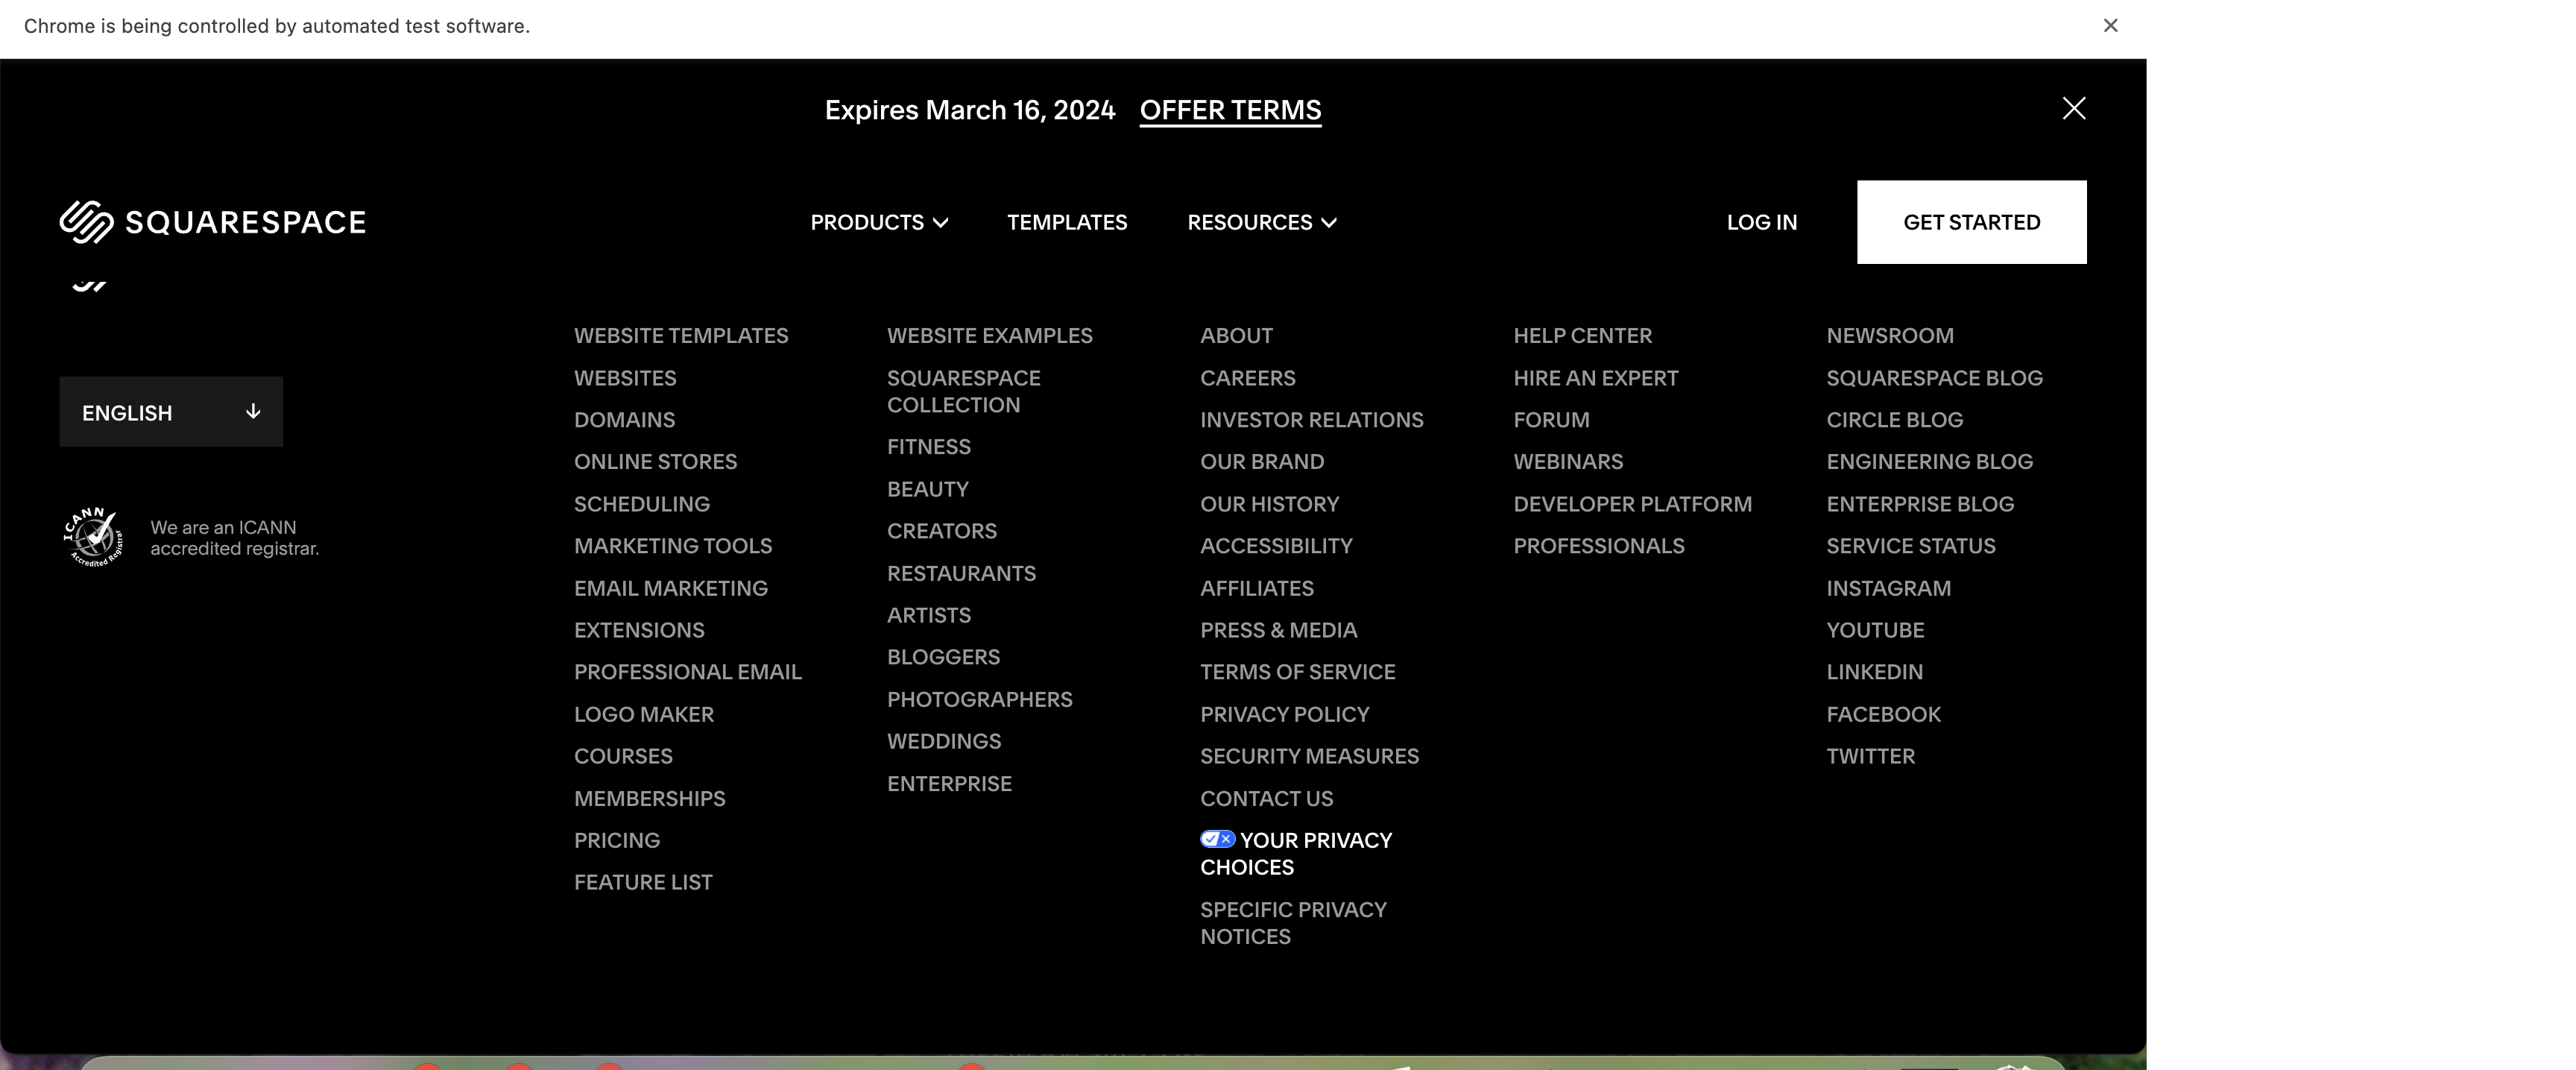 Chrome is being controlled by automated test software.
Expires March 16, 2024 OFFER TERMS
SQUARESPACE
PRODUCTS
TEMPLATES
RESOURCES
LOG IN
GET STARTED
ENGLISH
ICANN
Accredited Registrar
We are an ICANN
accredited registrar.
WEBSITE TEMPLATES
WEBSITES
DOMAINS
ONLINE STORES
SCHEDULING
MARKETING TOOLS
EMAIL MARKETING
EXTENSIONS
PROFESSIONAL EMAIL
LOGO MAKER
COURSES
MEMBERSHIPS
PRICING
FEATURE LIST
WEBSITE EXAMPLES
SQUARESPACE
COLLECTION
FITNESS
BEAUTY
CREATORS
RESTAURANTS
ARTISTS
BLOGGERS
PHOTOGRAPHERS
WEDDINGS
ENTERPRISE
ABOUT
CAREERS
INVESTOR RELATIONS
OUR BRAND
OUR HISTORY
ACCESSIBILITY
AFFILIATES
PRESS & MEDIA
TERMS OF SERVICE
PRIVACY POLICY
SECURITY MEASURES
CONTACT US
YOUR PRIVACY
CHOICES
SPECIFIC PRIVACY
NOTICES
HELP CENTER
HIRE AN EXPERT
FORUM
WEBINARS
DEVELOPER PLATFORM
PROFESSIONALS
NEWSROOM
SQUARESPACE BLOG
CIRCLE BLOG
ENGINEERING BLOG
ENTERPRISE BLOG
SERVICE STATUS
INSTAGRAM
YOUTUBE
LINKEDIN
FACEBOOK
TWITTER